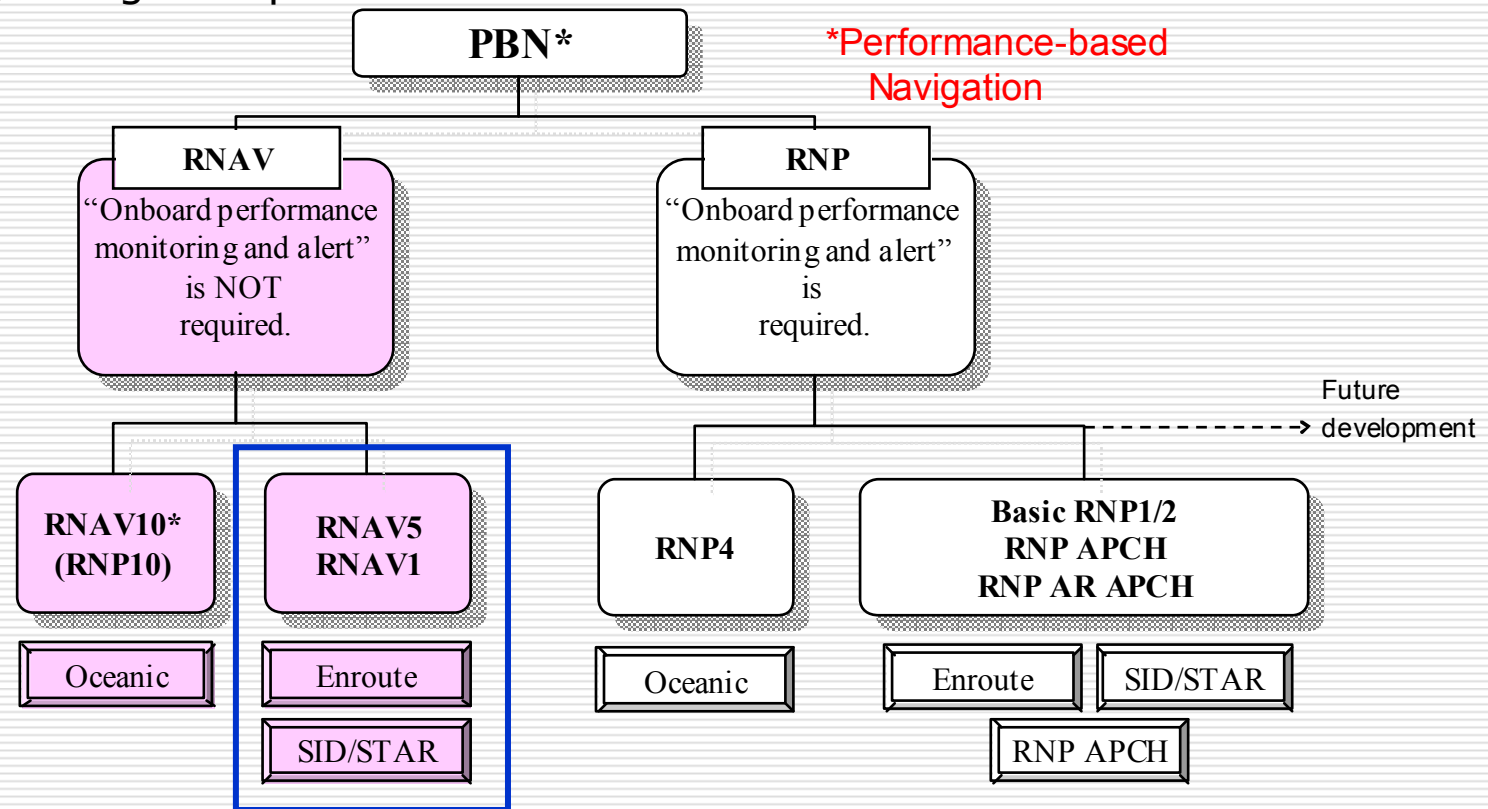 PBN*
*Performance-based
Navigation
RNAV
“Onboard performance
monitoring and alert”
is NOT
required.
RNP
“Onboard performance
monitoring and alert”
is
required.
Future
development
RNAV10*
(RNP10)
RNAV5
RNAV1
RNP4
Basic RNP1/2
RNP APCH
RNP AR APCH
Oceanic
Enroute
SID/STAR
Oceanic
Enroute
SID/STAR
RNP APCH